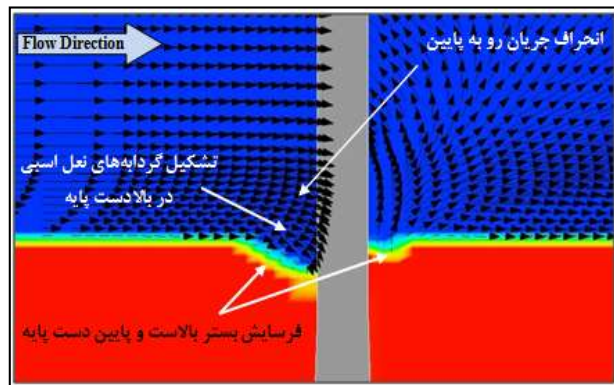 Flow Direction
انحراف جریان رو به پایین
تشکیل گردابه‌های نعل اسبی
در بالادست پایه
فرسایش بستر بالاست و پایین دست پایه